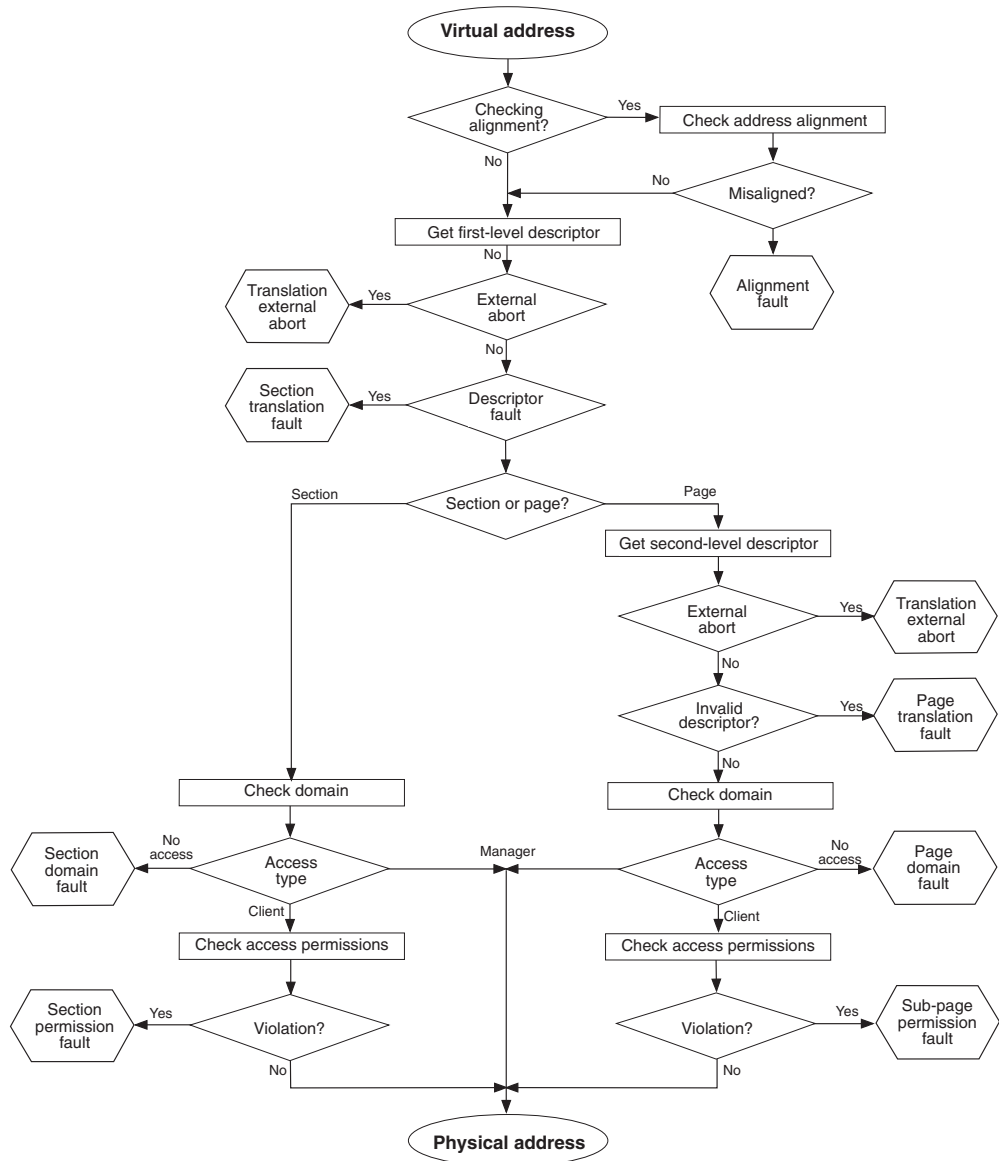 Virtual address
Checking
alignment?
Yes
Check address alignment
No
No
Misaligned?
Get first-level descriptor
No
Alignment
fault
Translation
external
abort
Yes
External
abort
No
Section
translation
fault
Yes
Descriptor
fault
Section
Section or page?
Page
Get second-level descriptor
External
abort
Yes
Translation
external
abort
No
Invalid
descriptor?
Yes
Page
translation
fault
No
Check domain
Check domain
Section
domain
fault
No
access
Access
type
Manager
Access
type
No
access
Page
domain
fault
Client
Client
Check access permissions
Check access permissions
Section
permission
fault
Yes
Violation?
Violation?
Yes
Sub-page
permission
fault
No
No
Physical address